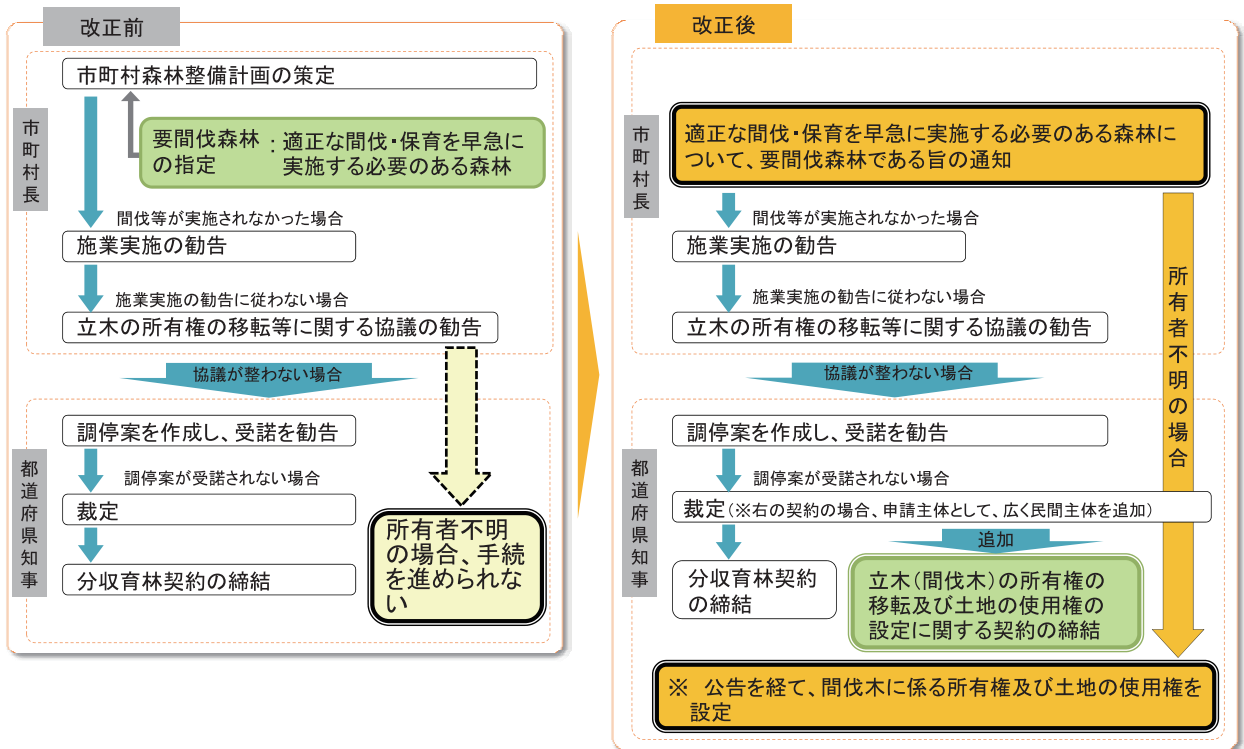 改正前
市町村長
市町村森林整備計画の策定
要間伐森林
の指定
:適正な間伐・保育を早急に
実施する必要のある森林
間伐等が実施されなかった場合
施業実施の勧告
施業実施の勧告に従わない場合
立木の所有権の移転等に関する協議の勧告
協議が整わない場合
都道府県知事
調停案を作成し、受諾を勧告
調停案が受諾されない場合
裁定
分収育林契約の締結
所有者不明
の場合、手続
を進められな
い
改正後
市町村長
適正な間伐・保育を早急に実施する必要のある森林に
ついて、要間伐森林である旨の通知
間伐等が実施されなかった場合
施業実施の勧告
施業実施の勧告に従わない場合
立木の所有権の移転等に関する協議の勧告
協議が整わない場合
所有者不明の場合
都道府県知事
調停案を作成し、受諾を勧告
調停案が受諾されない場合
裁定(※右の契約の場合、申請主体として、広く民間主体を追加)
追加
分収育林契約
の締結
立木(間伐木)の所有権の
移転及び土地の使用権の
設定に関する契約の締結
※ 公告を経て、間伐木に係る所有権及び土地の使用権を
設定